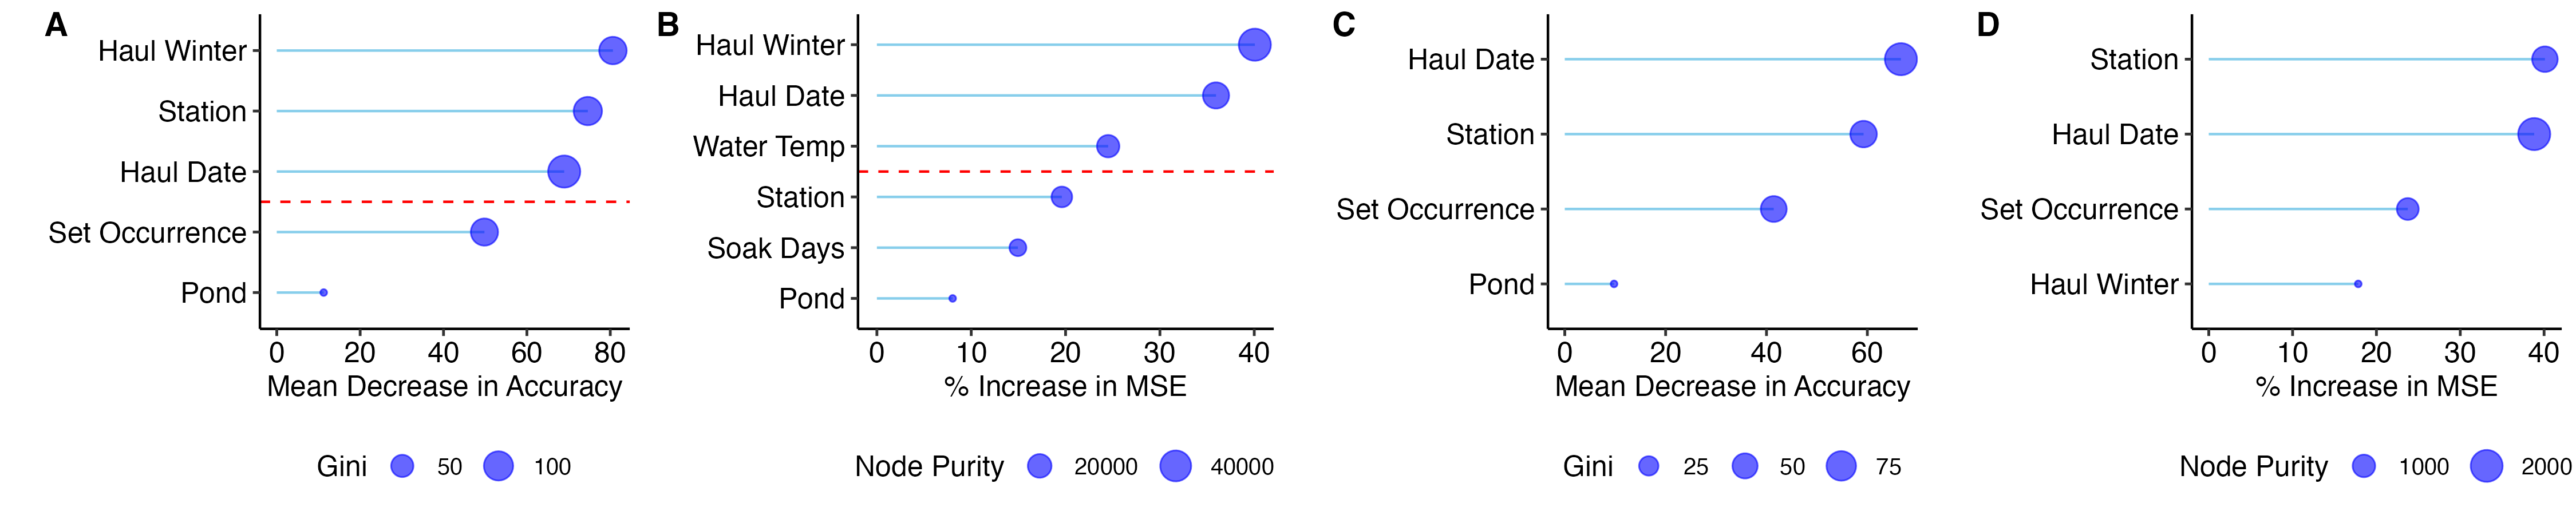 A
Haul Winter
Station
Haul Date
Set Occurrence
Pond
0 20 40 60 80
Mean Decrease in Accuracy
Gini 50 100
B
Haul Winter
Haul Date
Water Temp
Station
Soak Days
Pond
0 10 20 30 40
% Increase in MSE
Node Purity 20000 40000
C
Haul Date
Station
Set Occurrence
Pond
0 20 40 60
Mean Decrease in Accuracy
Gini 25 50 75
D
Station
Haul Date
Set Occurrence
Haul Winter
0 10 20 30 40
% Increase in MSE
Node Purity 1000 2000